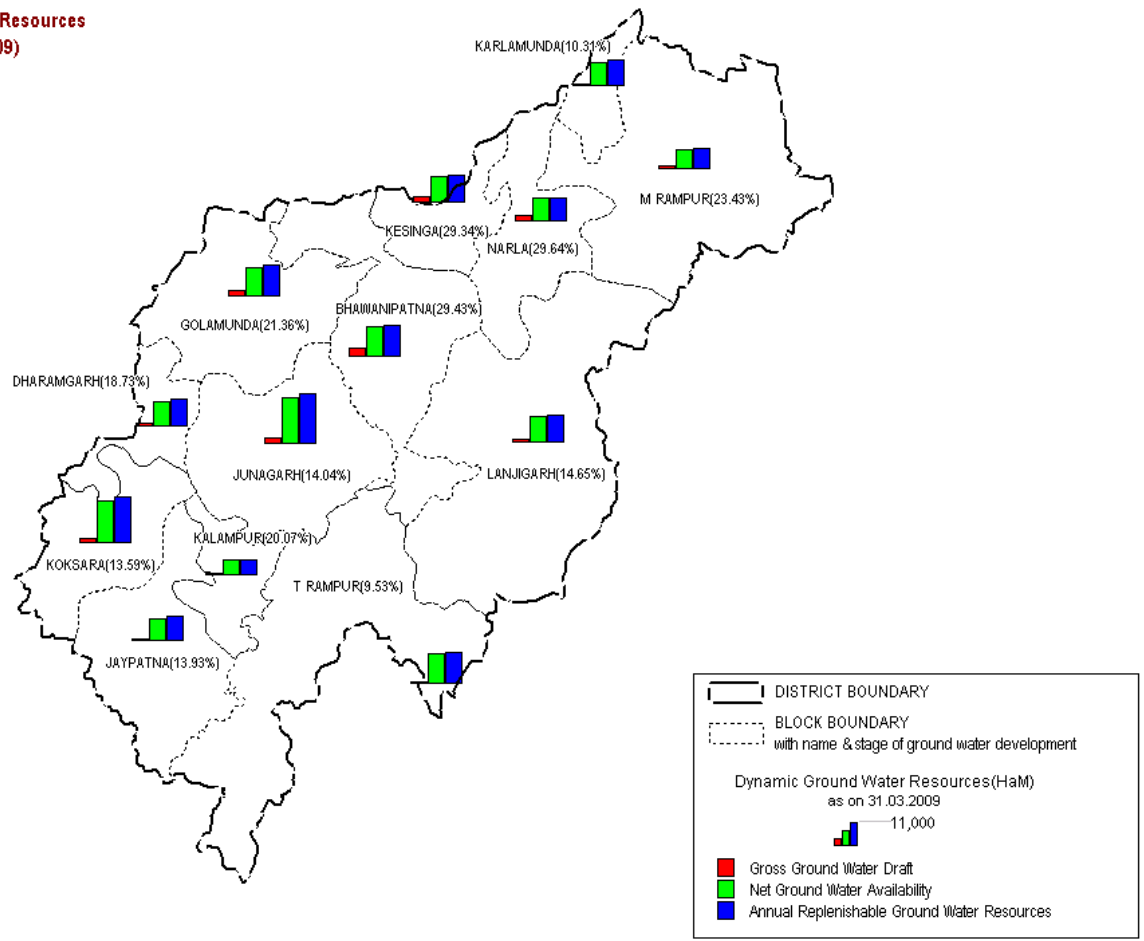 Resources
09)
KARLAMUNDA(10.31%)
M RAMPUR(23.43%)
KESINGA(29.34%)
NARLA(29.64%)
BHAWANIPATNA(29.43%)
GOLAMUNDA(21.36%)
DHARAMGARH(18.73%)
JUNAGARH(14.04%)
LANJIGARH(14.65%)
KALAMPUR(20.07%)
KOKSARA(13.59%)
T RAMPUR(9.53%)
JAYPATNA(13.93%)
DISTRICT BOUNDARY
BLOCK BOUNDARY
with name & stage of ground water development
Dynamic Ground Water Resources(HaM)
as on 31.03.2009
11,000
Gross Ground Water Draft
Net Ground Water Availability
Annual Replenishable Ground Water Resources